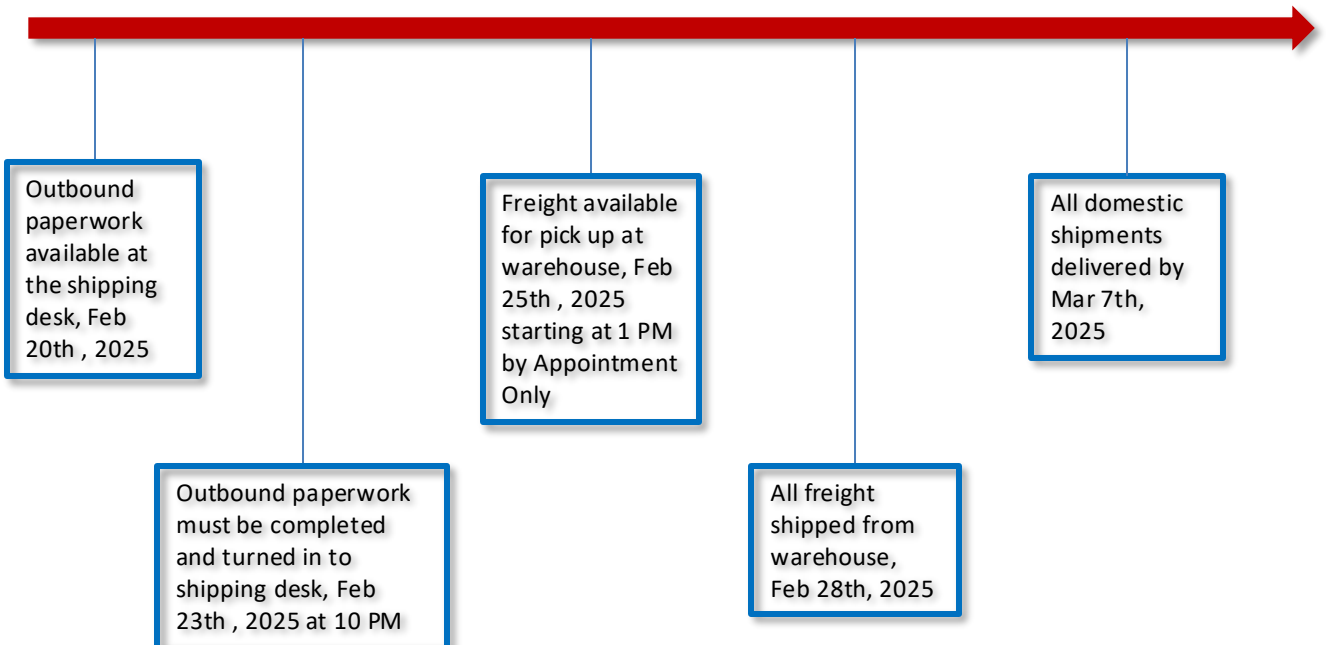 Outbound
paperwork
available at
the shipping
desk, Feb
20th , 2025
Outbound paperwork
must be completed
and turned in to
shipping desk, Feb
23th , 2025 at 10 PM
Freight available
for pick up at
warehouse, Feb
25th , 2025
starting at 1 PM
by Appointment
Only
All freight
shipped from
warehouse,
Feb 28th, 2025
All domestic
shipments
delivered by
Mar 7th,
2025